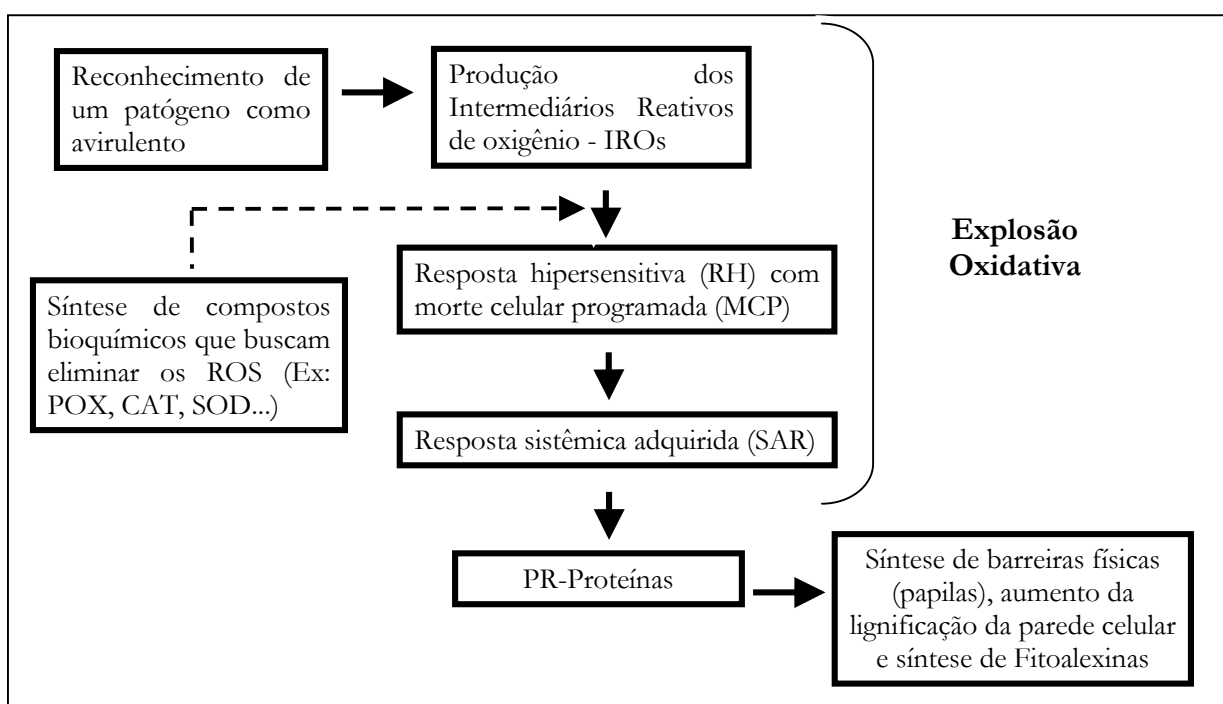 Reconhecimento de
um patógeno como
avirulento
Produção dos
Intermediários Reativos
de oxigênio - IROs
Explosão
Oxidativa
Resposta hipersensitiva (RH) com
morte celular programada (MCP)
Síntese de compostos
bioquímicos que buscam
eliminar os ROS (Ex:
POX, CAT, SOD...)
Resposta sistêmica adquirida (SAR)
PR-Proteínas
Síntese de barreiras físicas
(papilas), aumento da
lignificação da parede celular
e síntese de Fitoalexinas